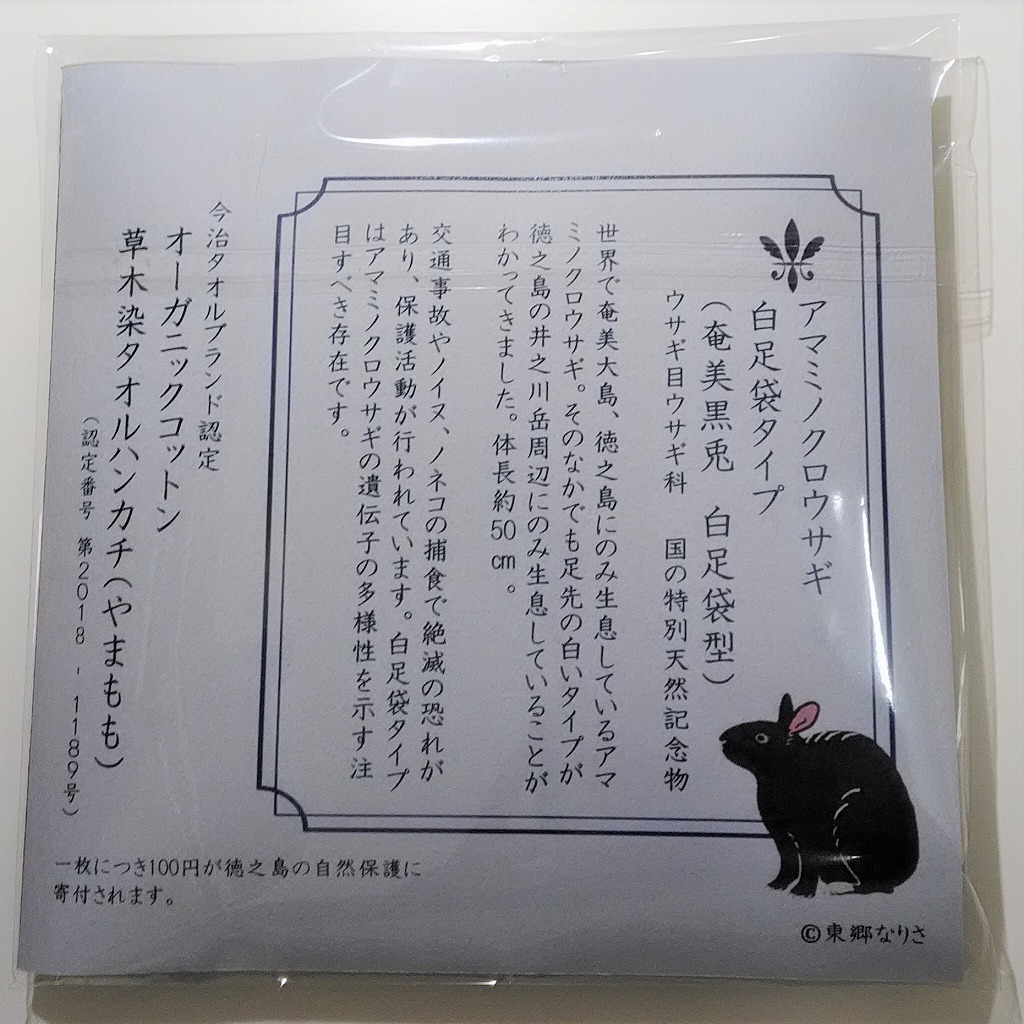 アマミノクロウサギ
白足袋タイプ
（奄美黒兎　白足袋型）
ウサギ目ウサギ科　国の特別天然記念物
世界で奄美大島、徳之島にのみ生息しているアマ
ミノクロウサギ。そのなかでも足先の白いタイプが
徳之島の井之川岳周辺にのみ生息していることが
わかってきました。体長約50㎝。
交通事故やノイヌ、ノネコの捕食で絶滅の恐れが
あり、保護活動が行われています。白足袋タイプ
はアマミノクロウサギの遺伝子の多様性を示す注
目すべき存在です。
今治タオルブランド認定
オーガニックコットン
草木染タオルハンカチ（やまもも）
（認定番号 第2018 - 1189号）
一枚につき100円が徳之島の自然保護に
寄付されます。
©東郷なりさ